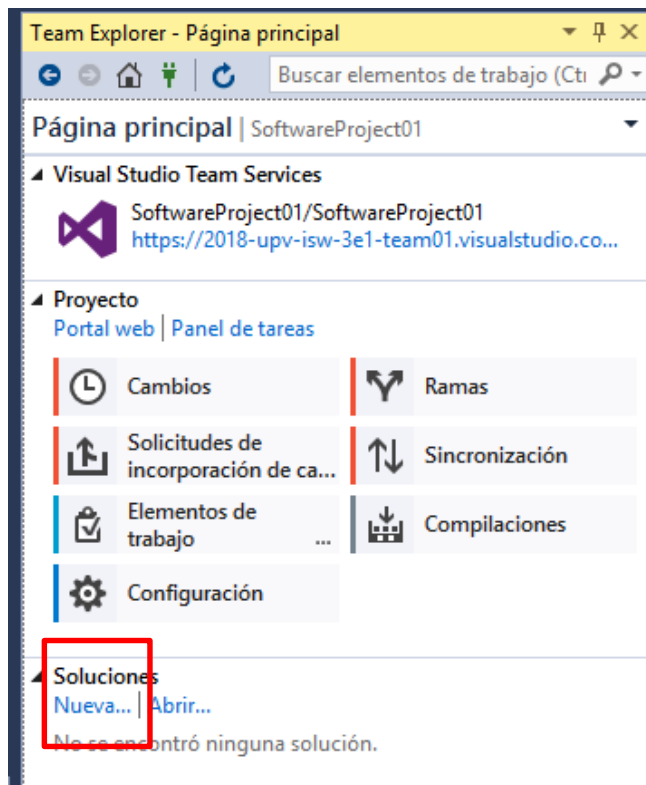 Team Explorer - Página principal
Buscar elementos de trabajo (Ctı
Página principal | SoftwareProject01
Visual Studio Team Services
SoftwareProject01/SoftwareProject01
https://2018-upv-isw-3e1-team01.visualstudio.co...
Proyecto
Portal web | Panel de tareas
Cambios
Ramas
Solicitudes de
incorporación de ca...
Sincronización
Elementos de
trabajo ...
Compilaciones
Configuración
Soluciones
Nueva... | Abrir...
No se encontró ninguna solución.